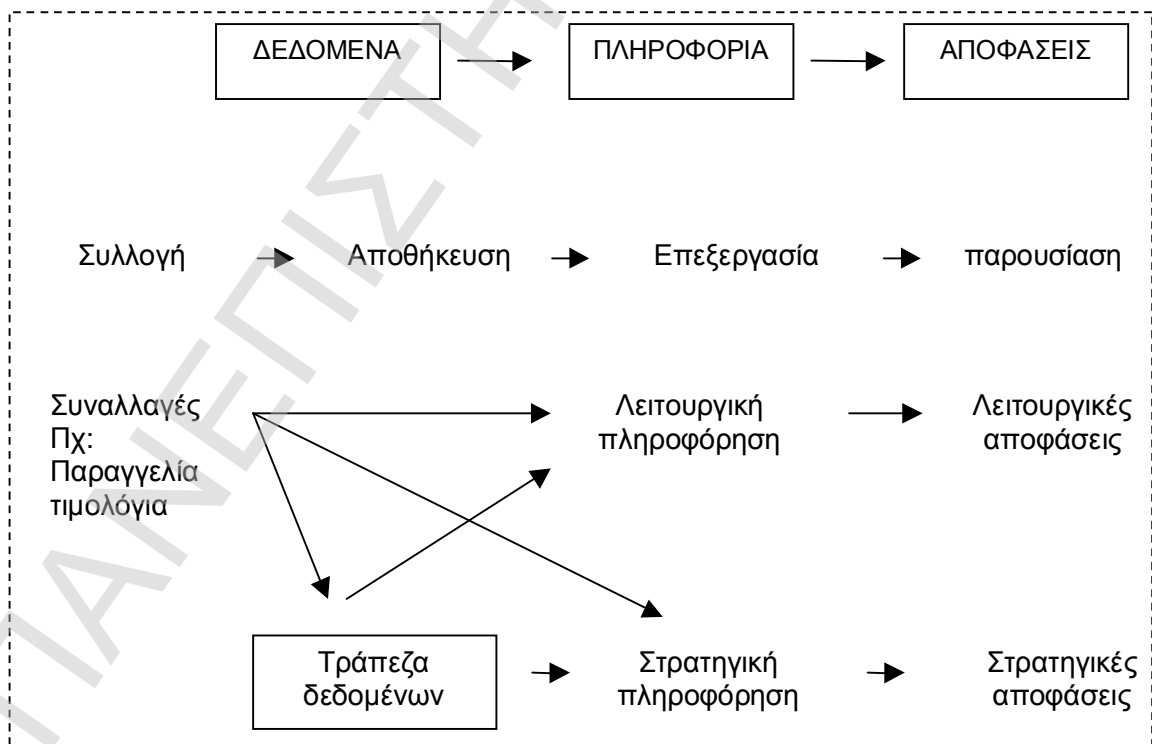 ΔΕΔΟΜΕΝΑ ΠΛΗΡΟΦΟΡΙΑ ΑΠΟΦΑΣΕΙΣ
Συλλογή Αποθήκευση Επεξεργασία παρουσίαση
Συναλλαγές
Πχ:
Παραγγελία
τιμολόγια
Λειτουργική
πληροφόρηση
Λειτουργικές
αποφάσεις
Τράπεζα
δεδομένων
Στρατηγική
πληροφόρηση
Στρατηγικές
αποφάσεις
ΠΑΝΕΠΙΣΤΗ